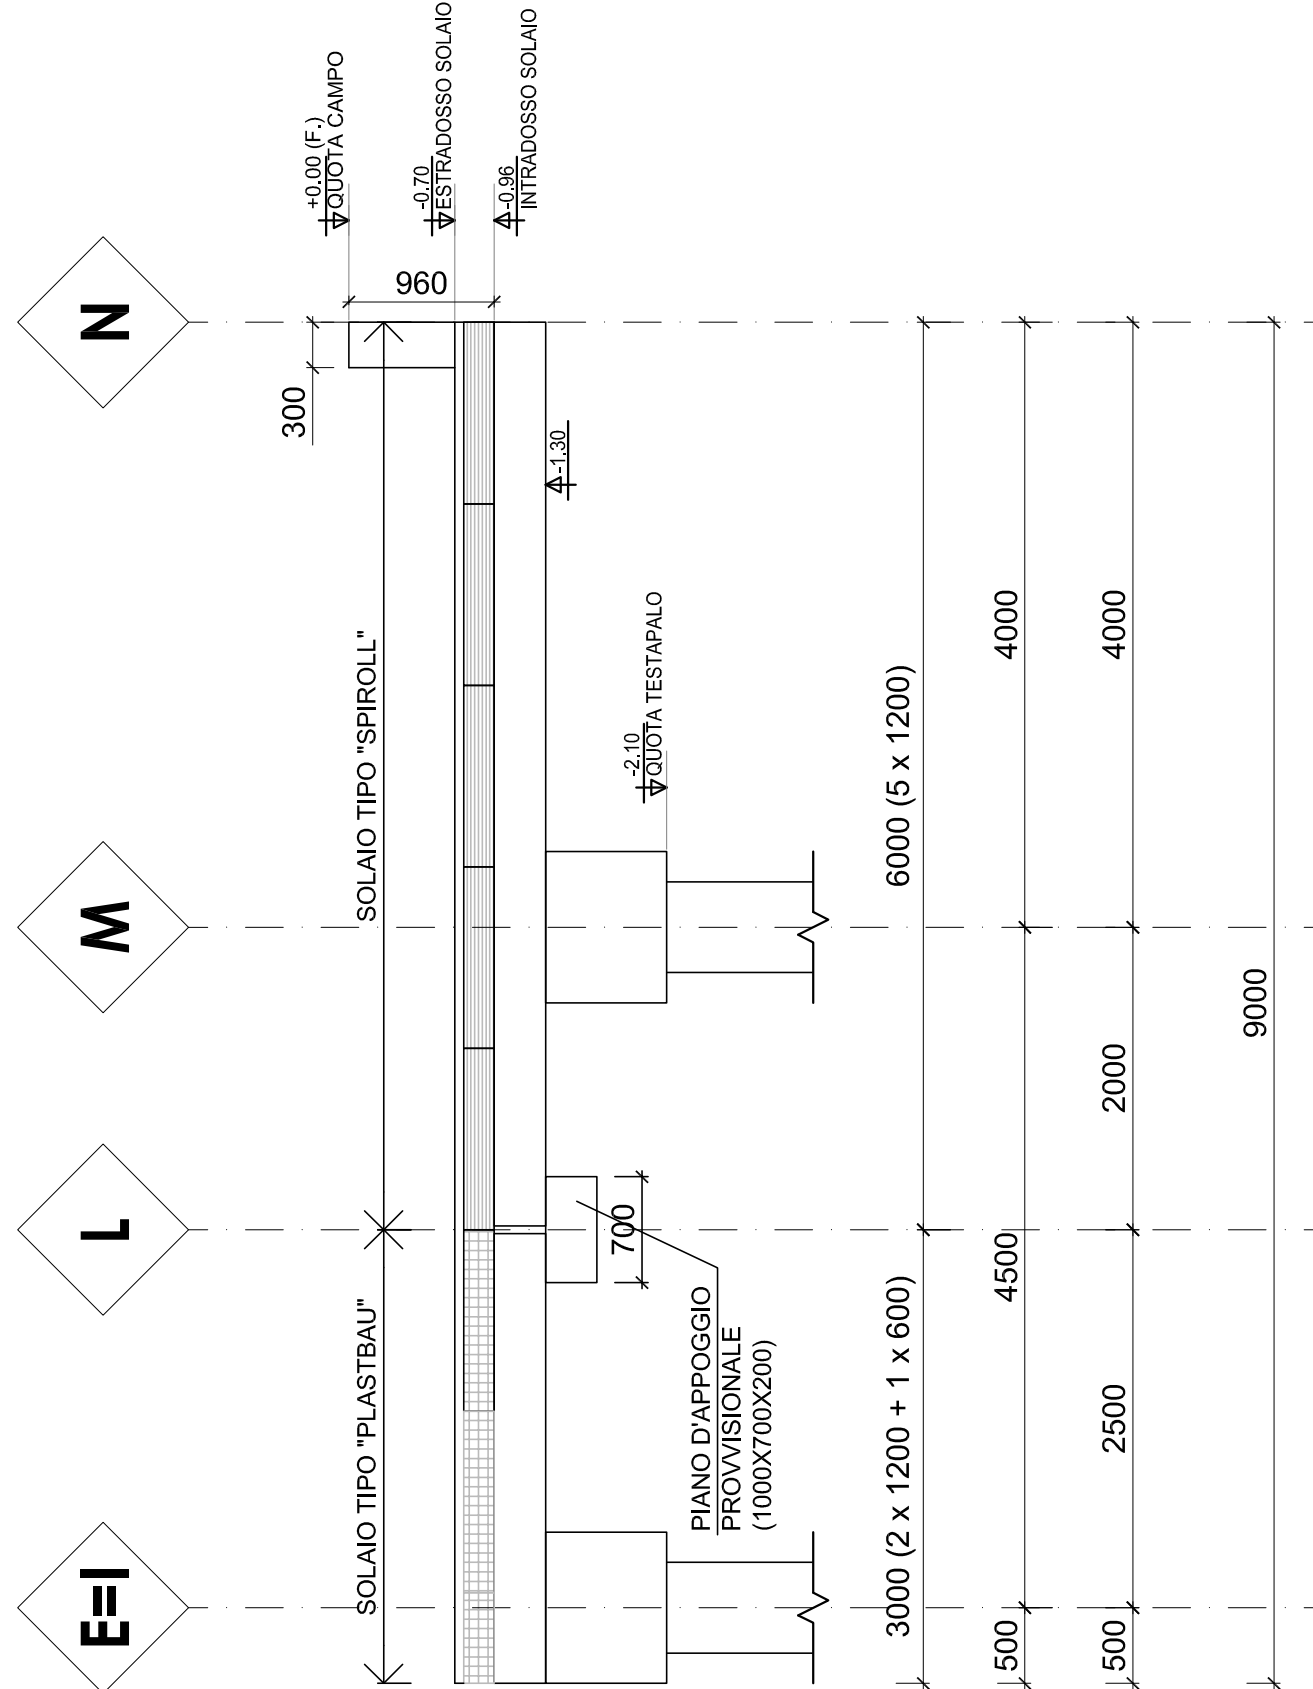 E=I
L
M
N
300
SOLAIO TIPO "PLASTBAU"
SOLAIO TIPO "SPIROLL"
960
+0.00 (F.)
QUOTA CAMPO
-0.70
ESTRADOSSO SOLAIO
-0.96
INTRADOSSO SOLAIO
-1.30
700
-2.10
QUOTA TESTAPALO
PIANO D'APPOGGIO
PROVVISIONALE
(1000X700X200)
3000 (2 x 1200 + 1 x 600)
6000 (5 x 1200)
500
4500
4000
500
2500
2000
4000
9000